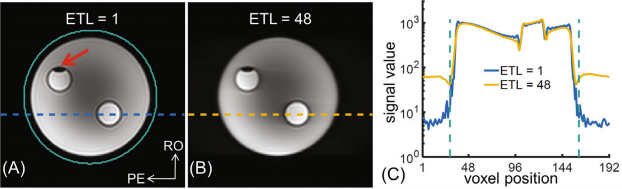 ETL = 1
(A)
RO
PE
ETL = 48
(B)
signal value
10³
10²
10¹
10⁰
ETL = 1
ETL = 48
1 48 96 144 192
voxel position
(C)